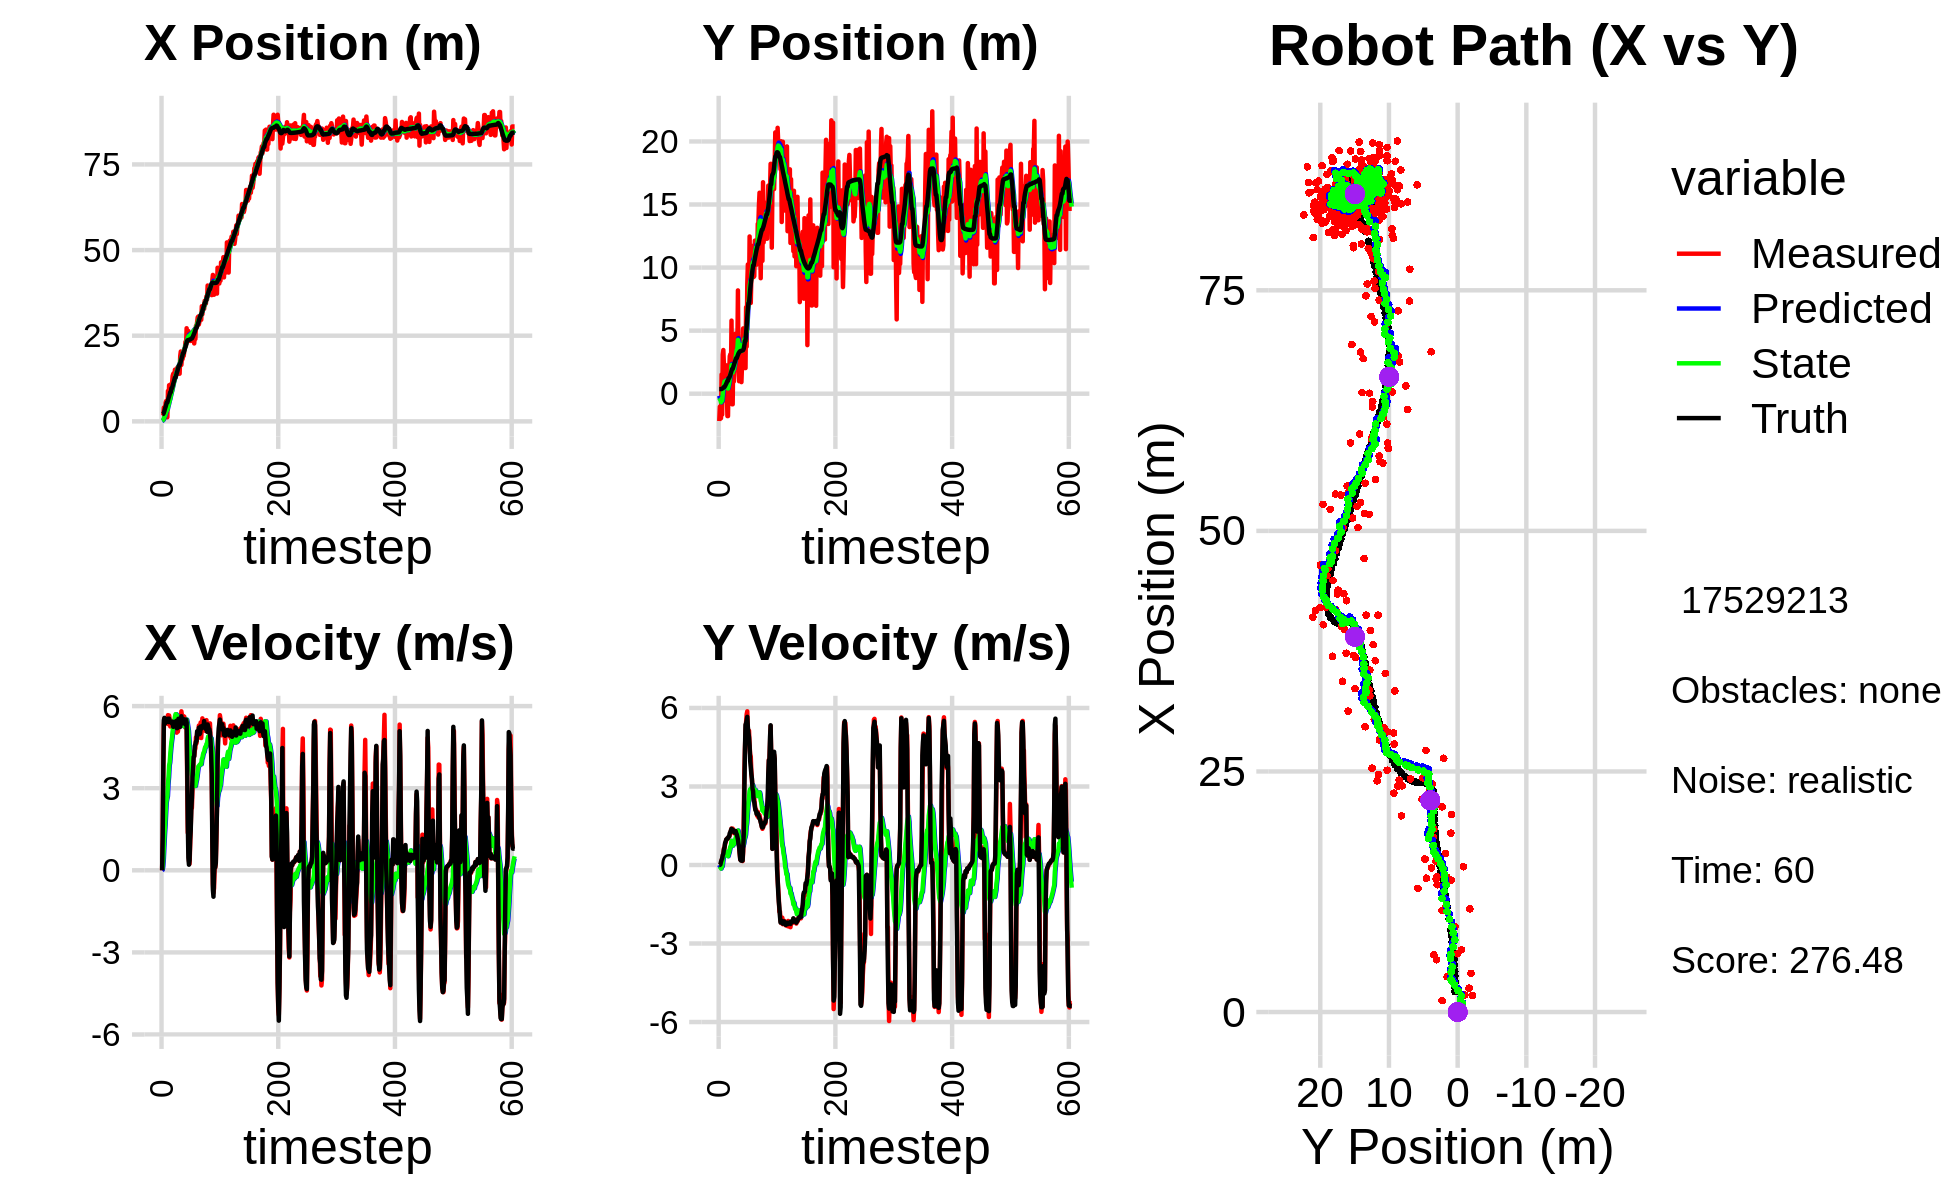 X Position (m)
75
50
25
0
0
200
400
600
timestep
Y Position (m)
20
15
10
5
0
0
200
400
600
timestep
X Velocity (m/s)
6
3
0
-3
-6
0
200
400
600
timestep
Y Velocity (m/s)
6
3
0
-3
-6
0
200
400
600
timestep
Robot Path (X vs Y)
X Position (m)
75
50
25
0
20 10 0 -10 -20
Y Position (m)
variable
Measured
Predicted
State
Truth
17529213
Obstacles: none
Noise: realistic
Time: 60
Score: 276.48